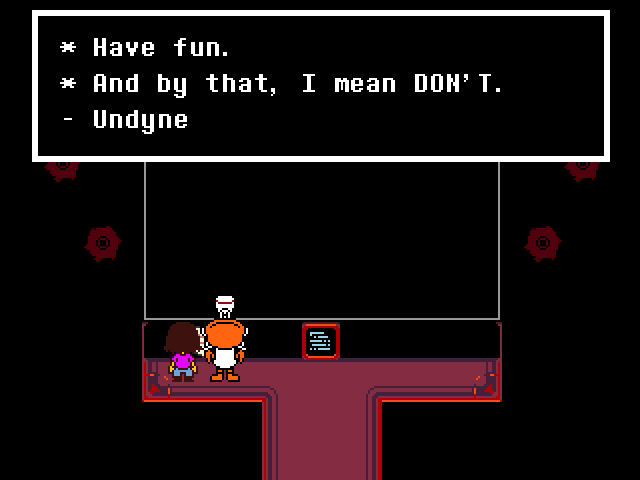 * Have fun.
* And by that, I mean DON'T.
- Undyne